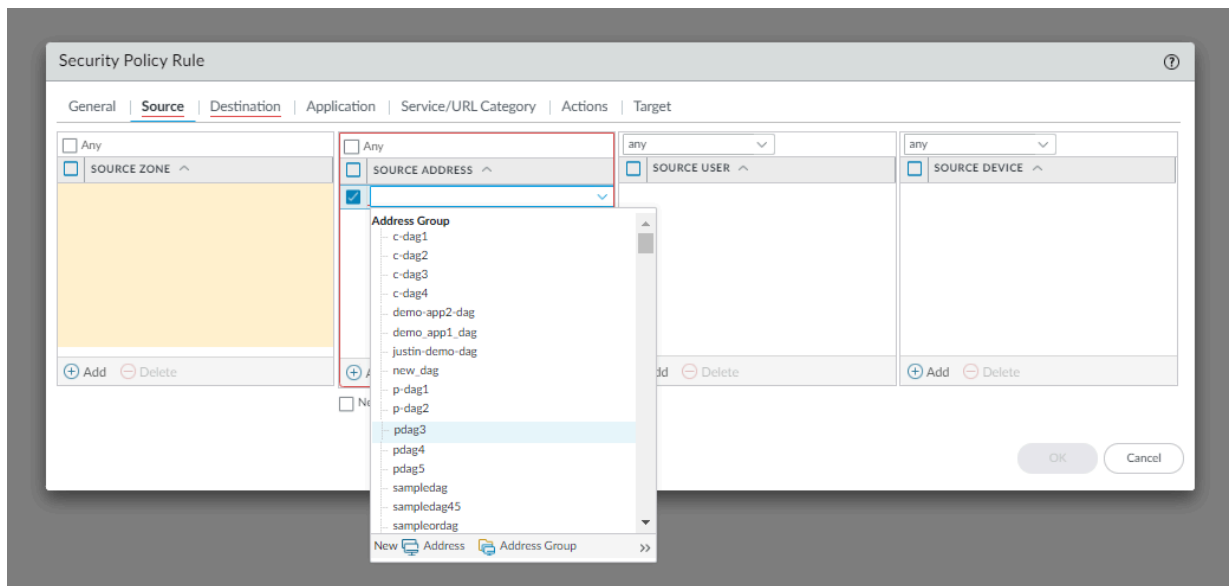 Security Policy Rule
General | Source | Destination | Application | Service/URL Category | Actions | Target
Any
SOURCE ZONE
Add Delete
Any
SOURCE ADDRESS
Address Group
c-dag1
c-dag2
c-dag3
c-dag4
demo-app2-dag
demo_app1_dag
justin-demo-dag
new_dag
p-dag1
p-dag2
pdag3
pdag4
pdag5
sampledag
sampledag45
sampleordag
New Address Address Group
any
SOURCE USER
Delete
any
SOURCE DEVICE
Add Delete
OK Cancel